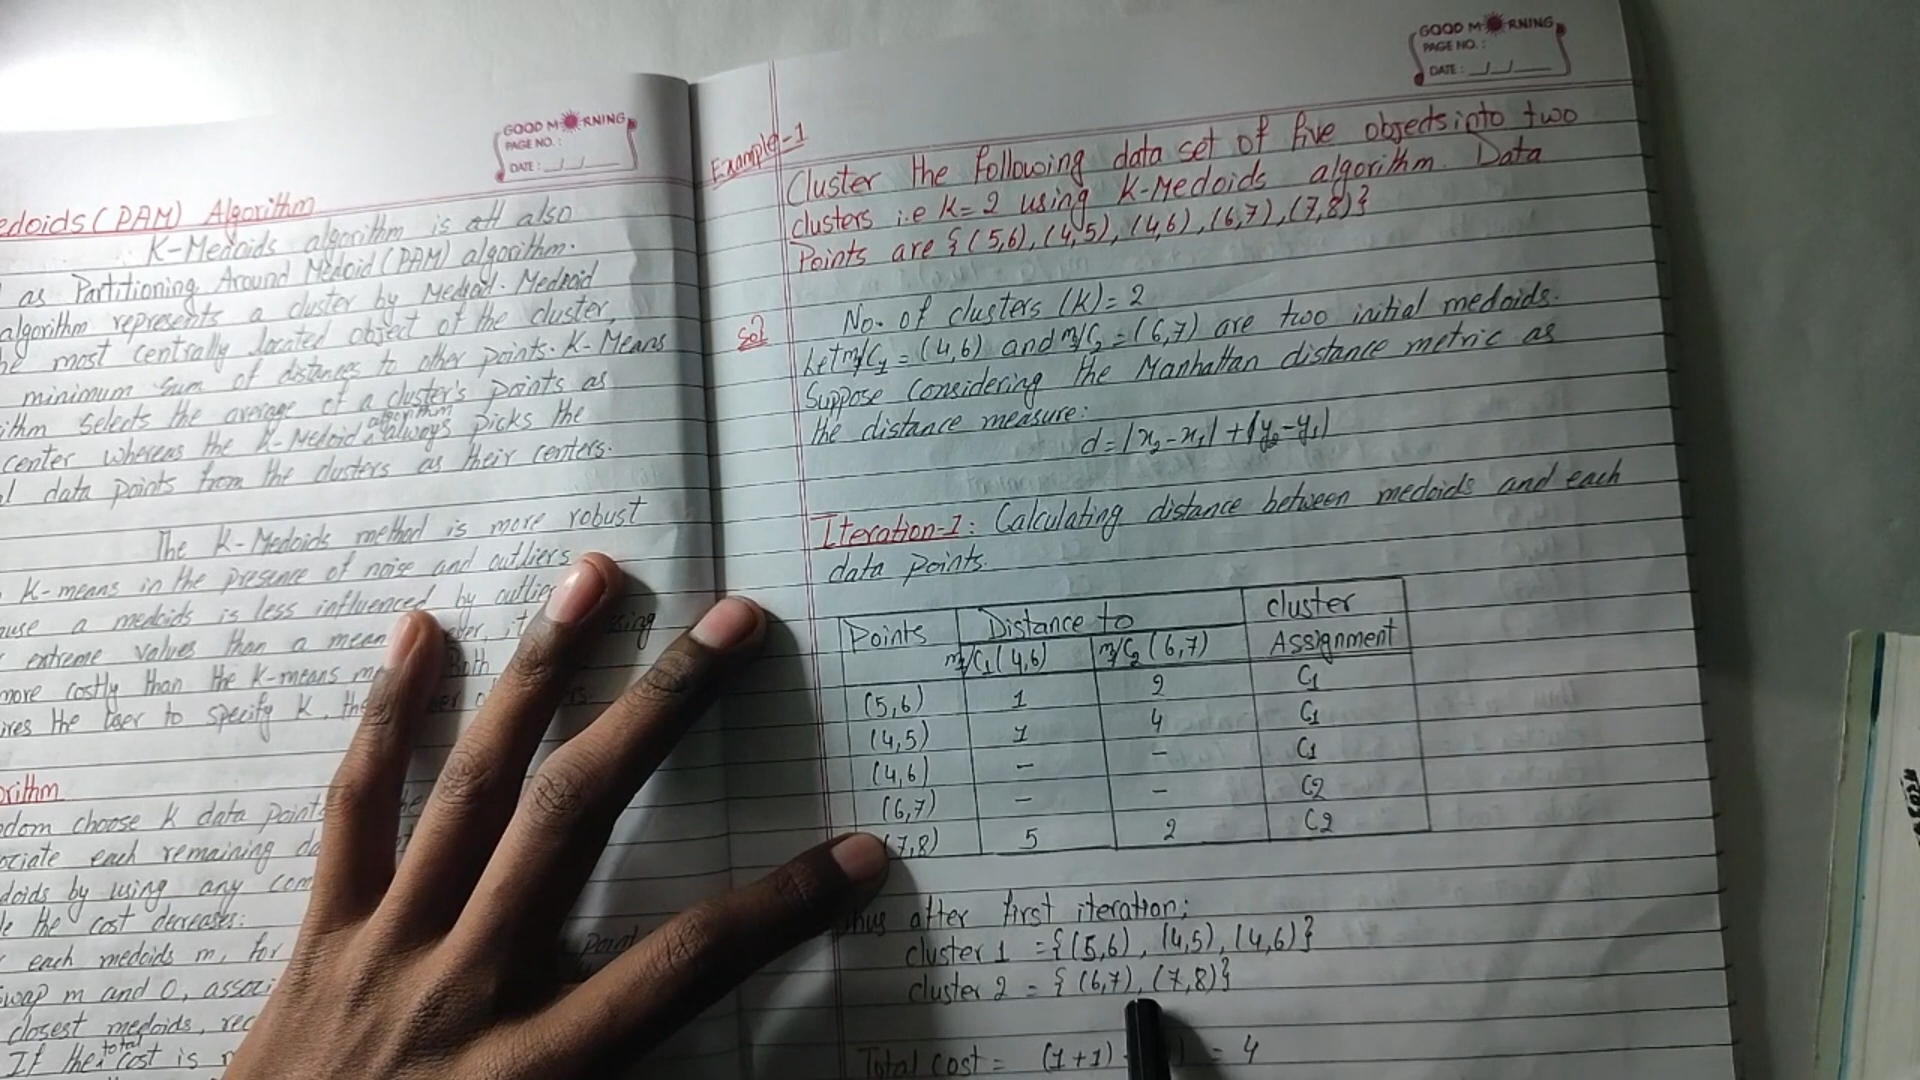 GOOD MORNING
PAGE NO.:
DATE:
edoids (PAM) Algorithm
K-Medoids algorithm is also
as Partitioning Around Medoid (PAM) algorithm.
algorithm represents a cluster by Medoid. Medoid
he most centrally located object of the cluster,
minimum sum of distances to other points. K-Means
ithm selects the average of a cluster's points as
center whereas the K-Medoid algorithm always picks the
l data points from the clusters as their centers.
The K-Medoids method is more robust
K-means in the presence of noise and outliers
ause a medoids is less influenced by outlie
extreme values than a mean
more costly than the K-means m Both
ires the user to specify K, the
orithm
dom choose K data point
ociate each remaining da
doids by using any com
le the cost decreases:
each medoids m, for
swap m and O, associ
closest medoids, rec
If the total cost is
GOOD MORNING
PAGE NO.:
DATE:
Example-1
Cluster the following data set of five objects into two
clusters i.e K=2 using K-Medoids algorithm. Data
Points are {(5,6), (4,5), (4,6), (6,7), (7,8)}
Sol
No. of clusters (K) = 2
Let m/C1 = (4,6) and m/C2 = (6,7) are two initial medoids.
Suppose considering the Manhattan distance metric as
the distance measure:
d = |x2-x1| + |y2-y1|
Iteration-1: Calculating distance between medoids and each
data points.
Points Distance to cluster
m/C1(4,6) m/C2(6,7) Assignment
(5,6) 1 2 C1
(4,5) 1 4 C1
(4,6) - - C1
(6,7) - - C2
(7,8) 5 2 C2
hus after first iteration;
cluster 1 = {(5,6), (4,5), (4,6)}
cluster 2 = {(6,7), (7,8)}
Total cost = (1+1) = 4